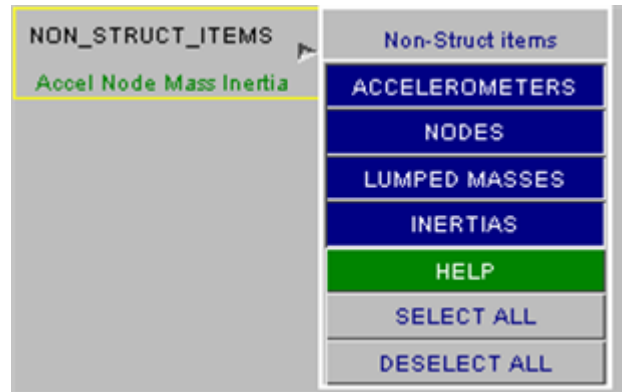 NON_STRUCT_ITEMS
Accel Node Mass Inertia
Non-Struct items
ACCELEROMETERS
NODES
LUMPED MASSES
INERTIAS
HELP
SELECT ALL
DESELECT ALL